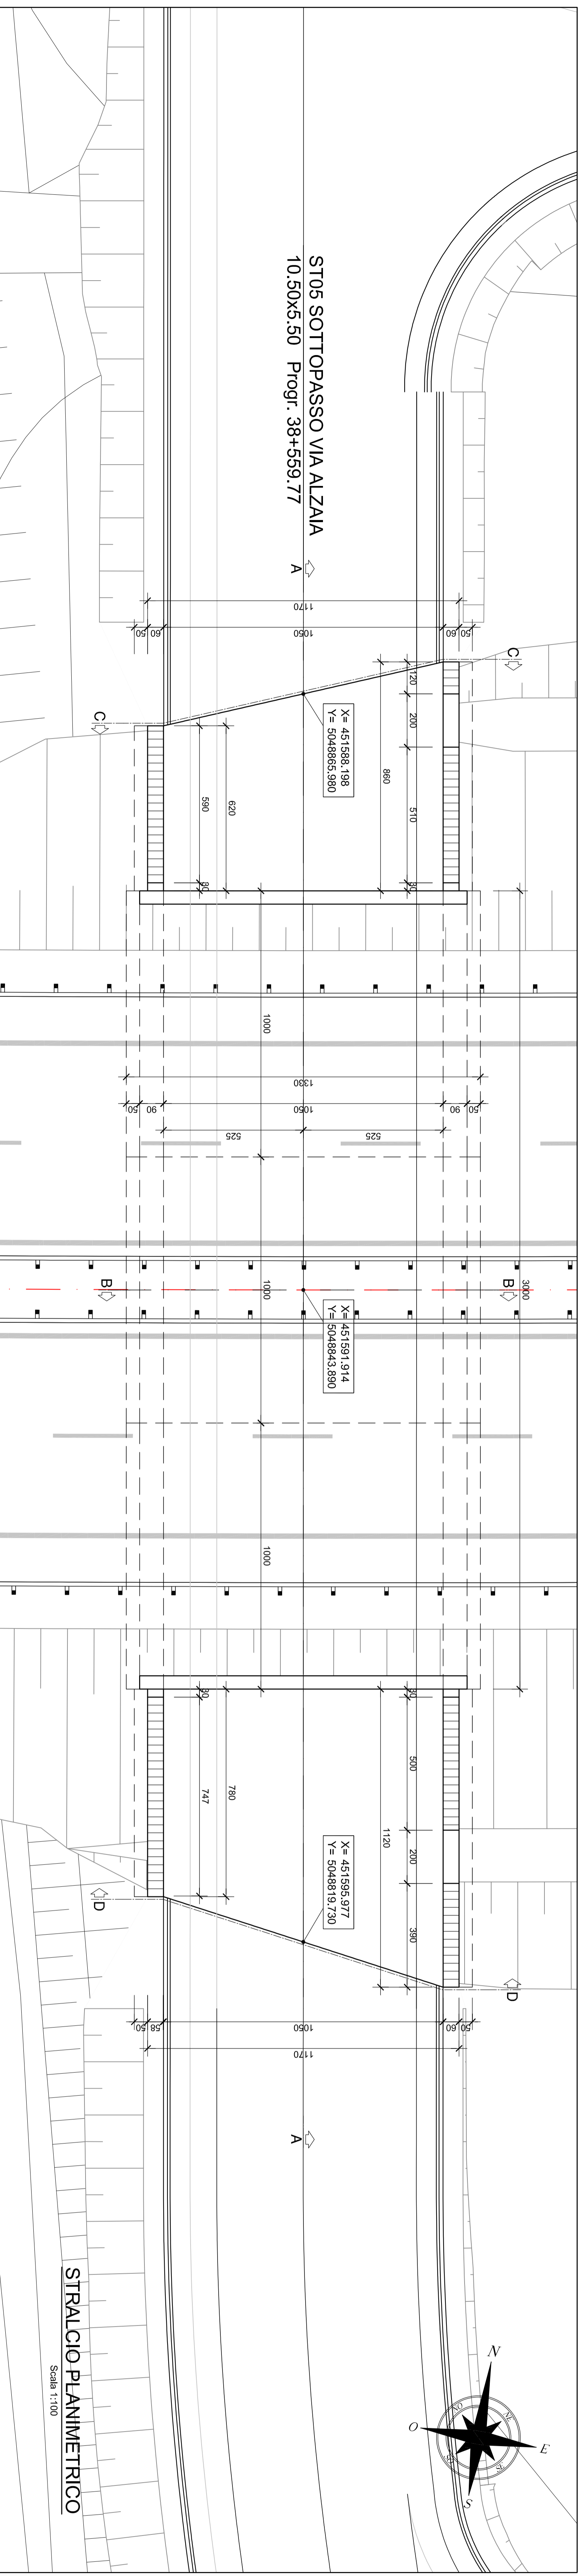 ST05 SOTTOPASSO VIA ALZAIA
10.50x5.50 Progr. 38+559.77
A
1170
50
60
1050
60
50
C
C
120
200
510
30
860
X= 451588.198
Y= 5048865.980
590
30
620
1000
1330
50
90
1050
90
50
525
525
B
B
3000
1000
X= 451591.914
Y= 5048843.890
1000
30
500
200
390
1120
30
747
780
X= 451595.977
Y= 5048819.730
D
D
50
58
1050
60
50
1170
A
STRALCIO PLANIMETRICO
Scala 1:100
N
E
S
O
NO